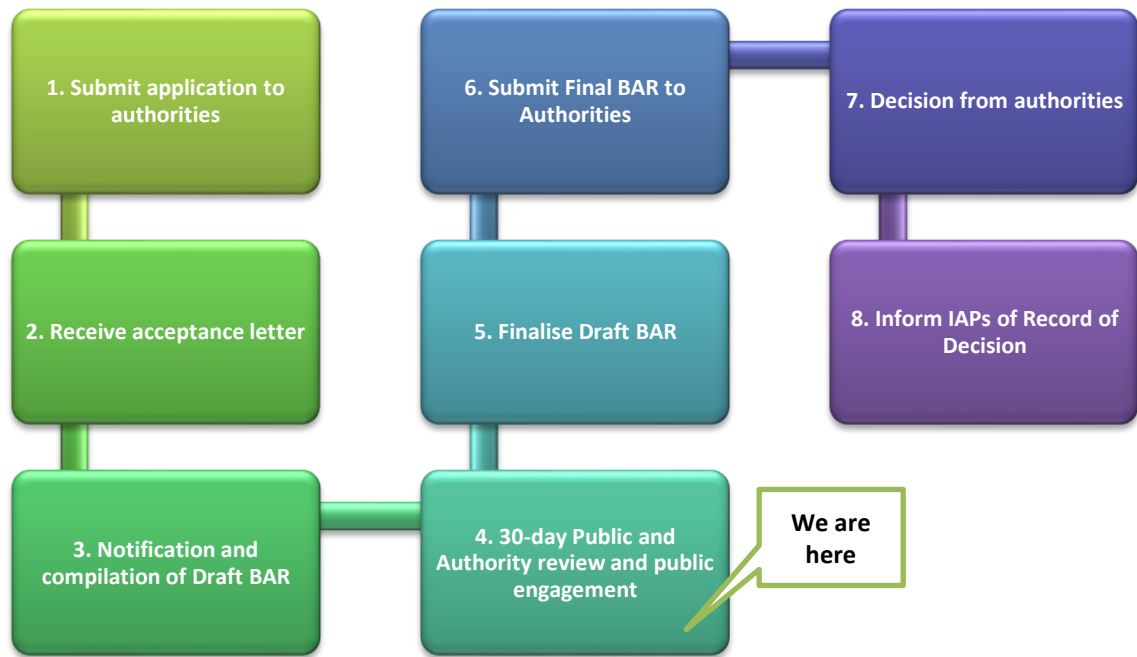 1. Submit application to
authorities
2. Receive acceptance letter
3. Notification and
compilation of Draft BAR
4. 30-day Public and
Authority review and public
engagement
We are
here
5. Finalise Draft BAR
6. Submit Final BAR to
Authorities
7. Decision from authorities
8. Inform IAPs of Record of
Decision